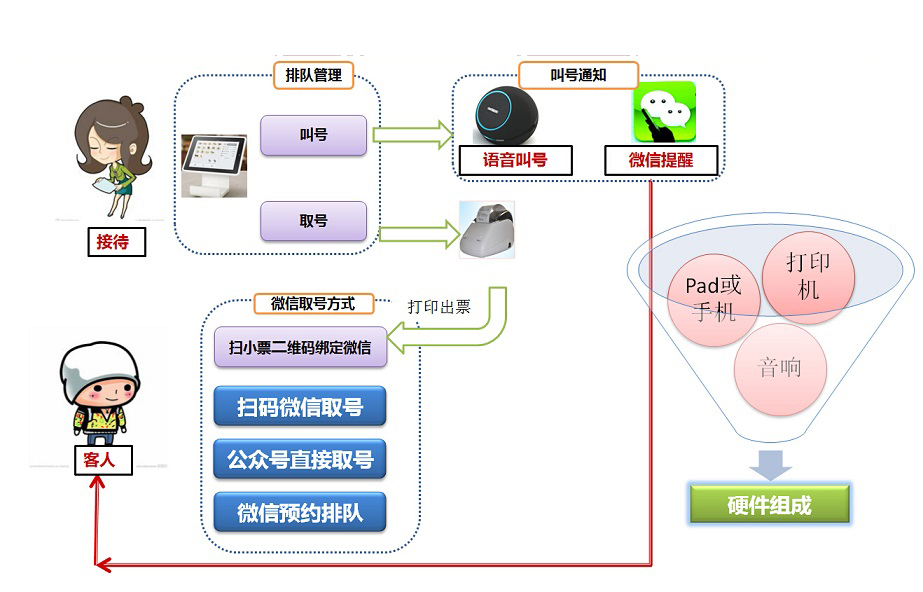 排队管理
叫号通知
叫号
语音叫号
微信提醒
接待
取号
打印
机
Pad或
手机
微信取号方式
打印出票
扫小票二维码绑定微信
音响
扫码微信取号
公众号直接取号
客人
微信预约排队
硬件组成